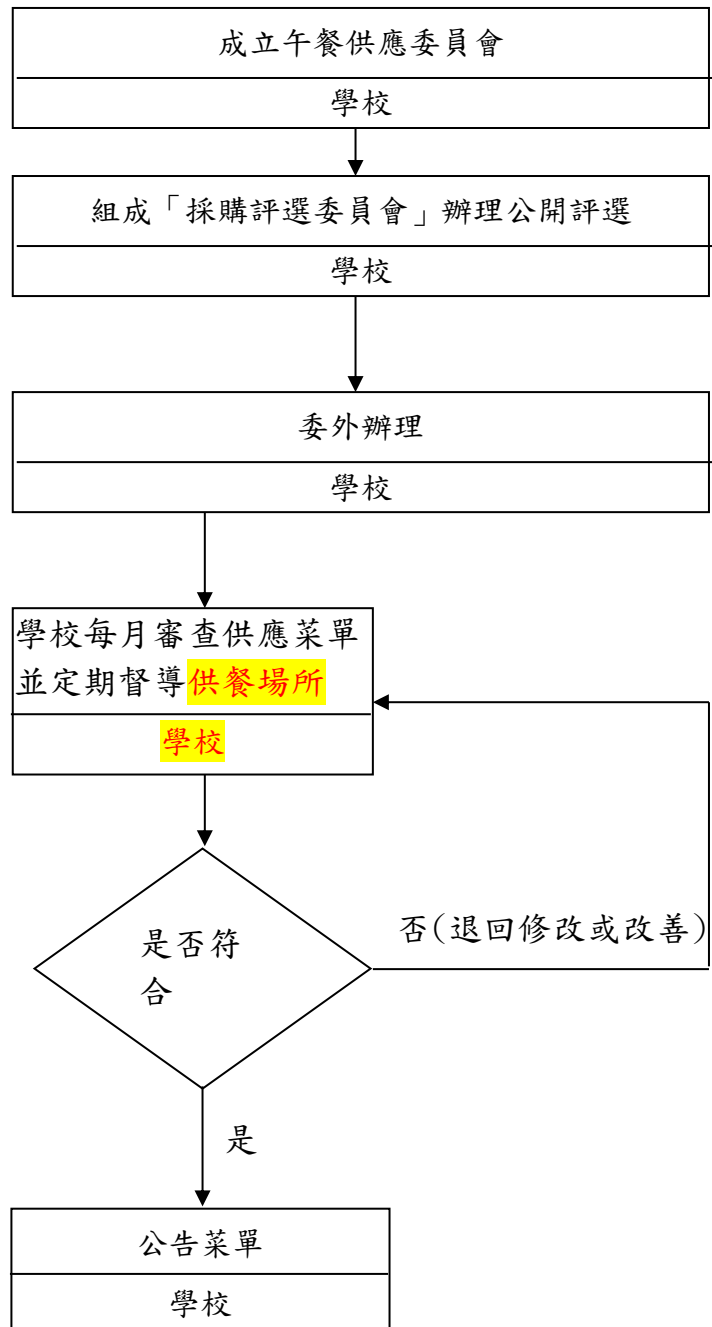 成立午餐供應委員會
學校
組成「採購評選委員會」辦理公開評選
學校
委外辦理
學校
學校每月審查供應菜單
並定期督導供餐場所
學校
是否符
合
否(退回修改或改善)
是
公告菜單
學校